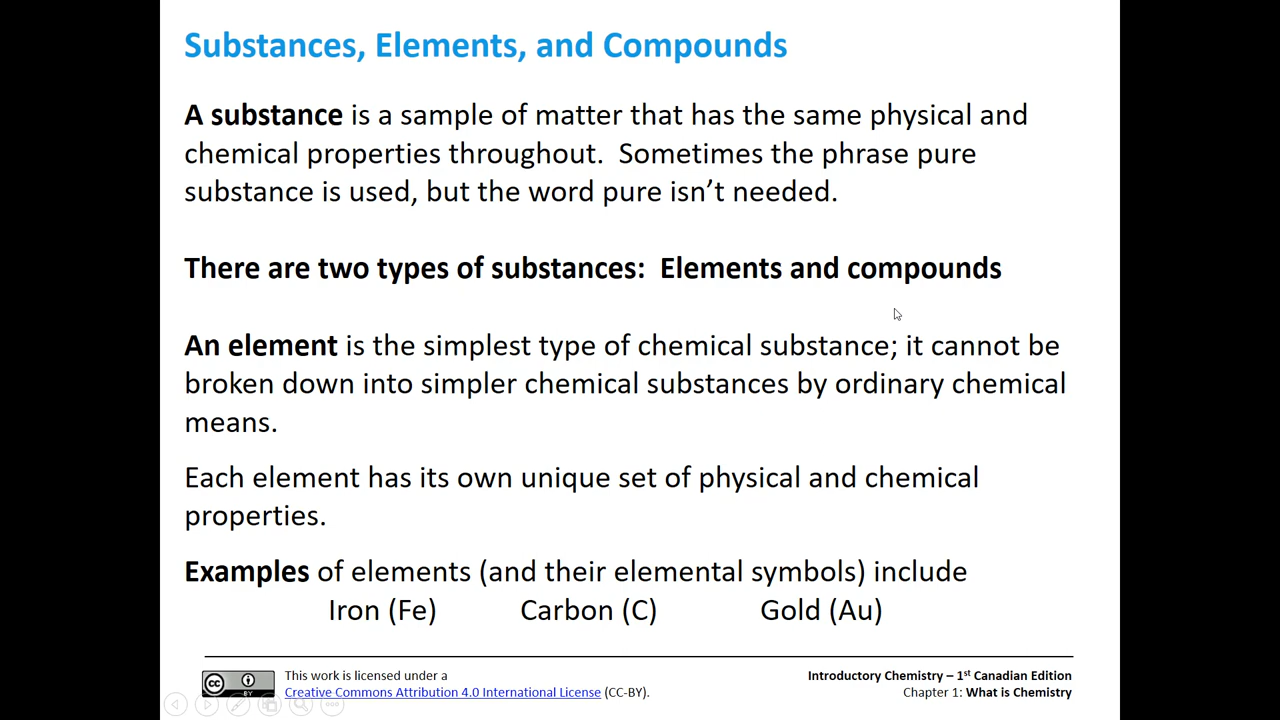 Substances, Elements, and Compounds
A substance is a sample of matter that has the same physical and
chemical properties throughout.  Sometimes the phrase pure
substance is used, but the word pure isn’t needed.
There are two types of substances:  Elements and compounds
An element is the simplest type of chemical substance; it cannot be
broken down into simpler chemical substances by ordinary chemical
means.
Each element has its own unique set of physical and chemical
properties.
Examples of elements (and their elemental symbols) include
Iron (Fe) Carbon (C) Gold (Au)
cc BY
This work is licensed under a
Creative Commons Attribution 4.0 International License (CC-BY).
Introductory Chemistry – 1st Canadian Edition
Chapter 1: What is Chemistry